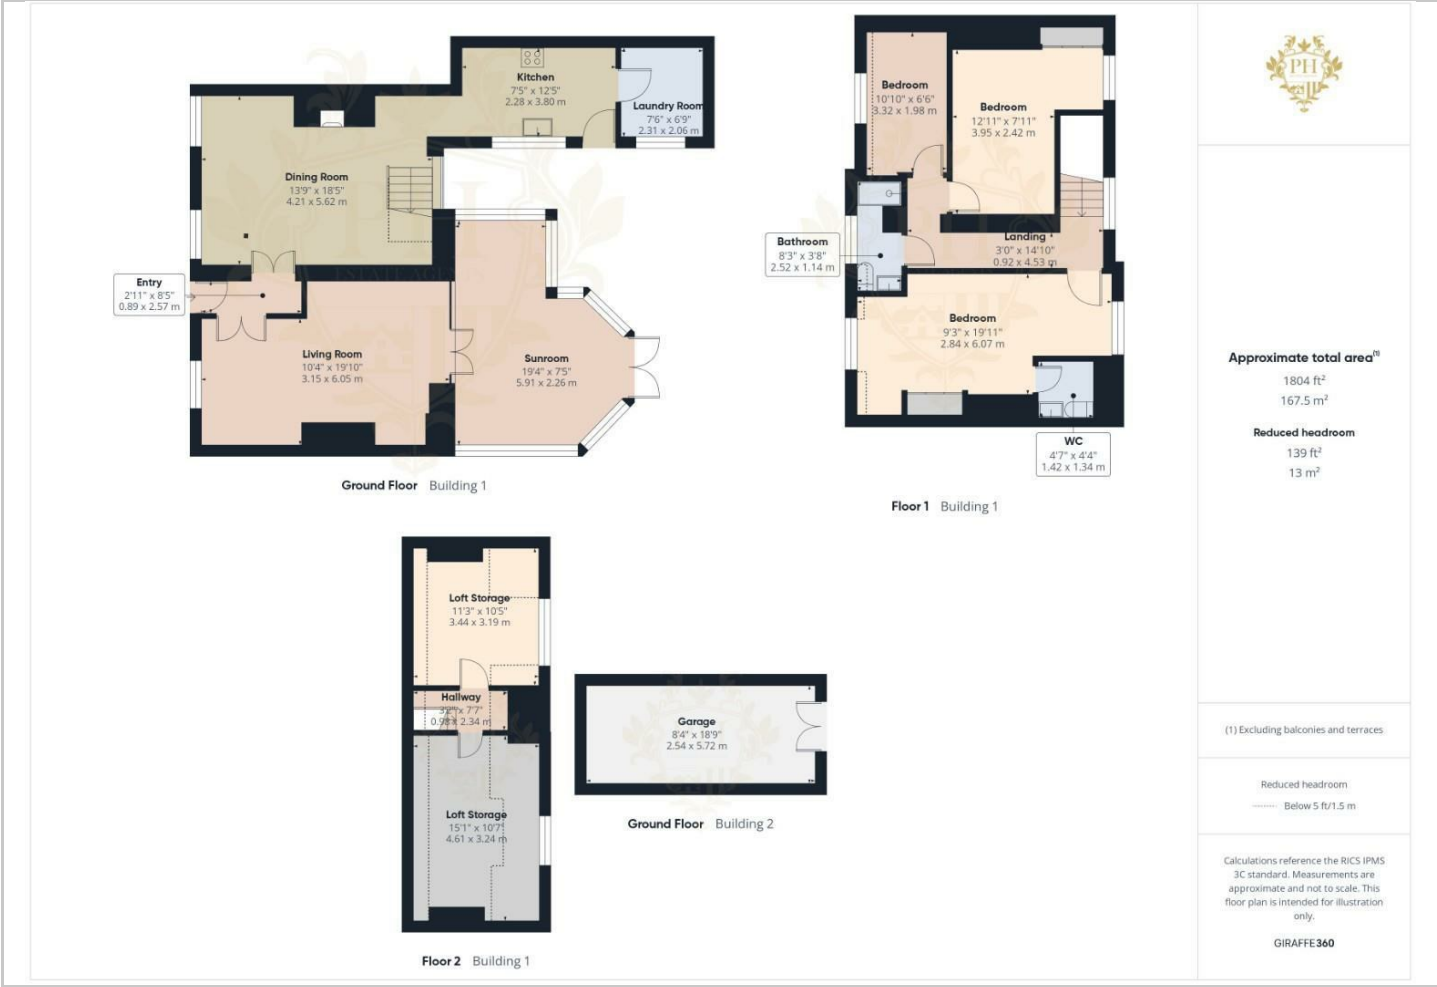 Kitchen
7'5" x 12'5"
2.28 x 3.80 m
Laundry Room
7'6" x 6'9"
2.31 x 2.06 m
Dining Room
13'9" x 18'5"
4.21 x 5.62 m
Entry
2'11" x 8'5"
0.89 x 2.57 m
Living Room
10'4" x 19'10"
3.15 x 6.05 m
Sunroom
19'4" x 7'5"
5.91 x 2.26 m
Ground Floor Building 1
Bedroom
10'10" x 6'6"
3.32 x 1.98 m
Bedroom
12'11" x 7'11"
3.95 x 2.42 m
Bathroom
8'3" x 3'8"
2.52 x 1.14 m
Landing
3'0" x 14'10"
0.92 x 4.53 m
Bedroom
9'3" x 19'11"
2.84 x 6.07 m
WC
4'7" x 4'4"
1.42 x 1.34 m
Floor 1 Building 1
Loft Storage
11'3" x 10'5"
3.44 x 3.19 m
Hallway
3'2" x 7'7"
0.98 x 2.34 m
Loft Storage
15'1" x 10'7"
4.61 x 3.24 m
Floor 2 Building 1
Garage
8'4" x 18'9"
2.54 x 5.72 m
Ground Floor Building 2
PH
Approximate total area(1)
1804 ft²
167.5 m²
Reduced headroom
139 ft²
13 m²
(1) Excluding balconies and terraces
Reduced headroom
Below 5 ft/1.5 m
Calculations reference the RICS IPMS
3C standard. Measurements are
approximate and not to scale. This
floor plan is intended for illustration
only.
GIRAFFE360